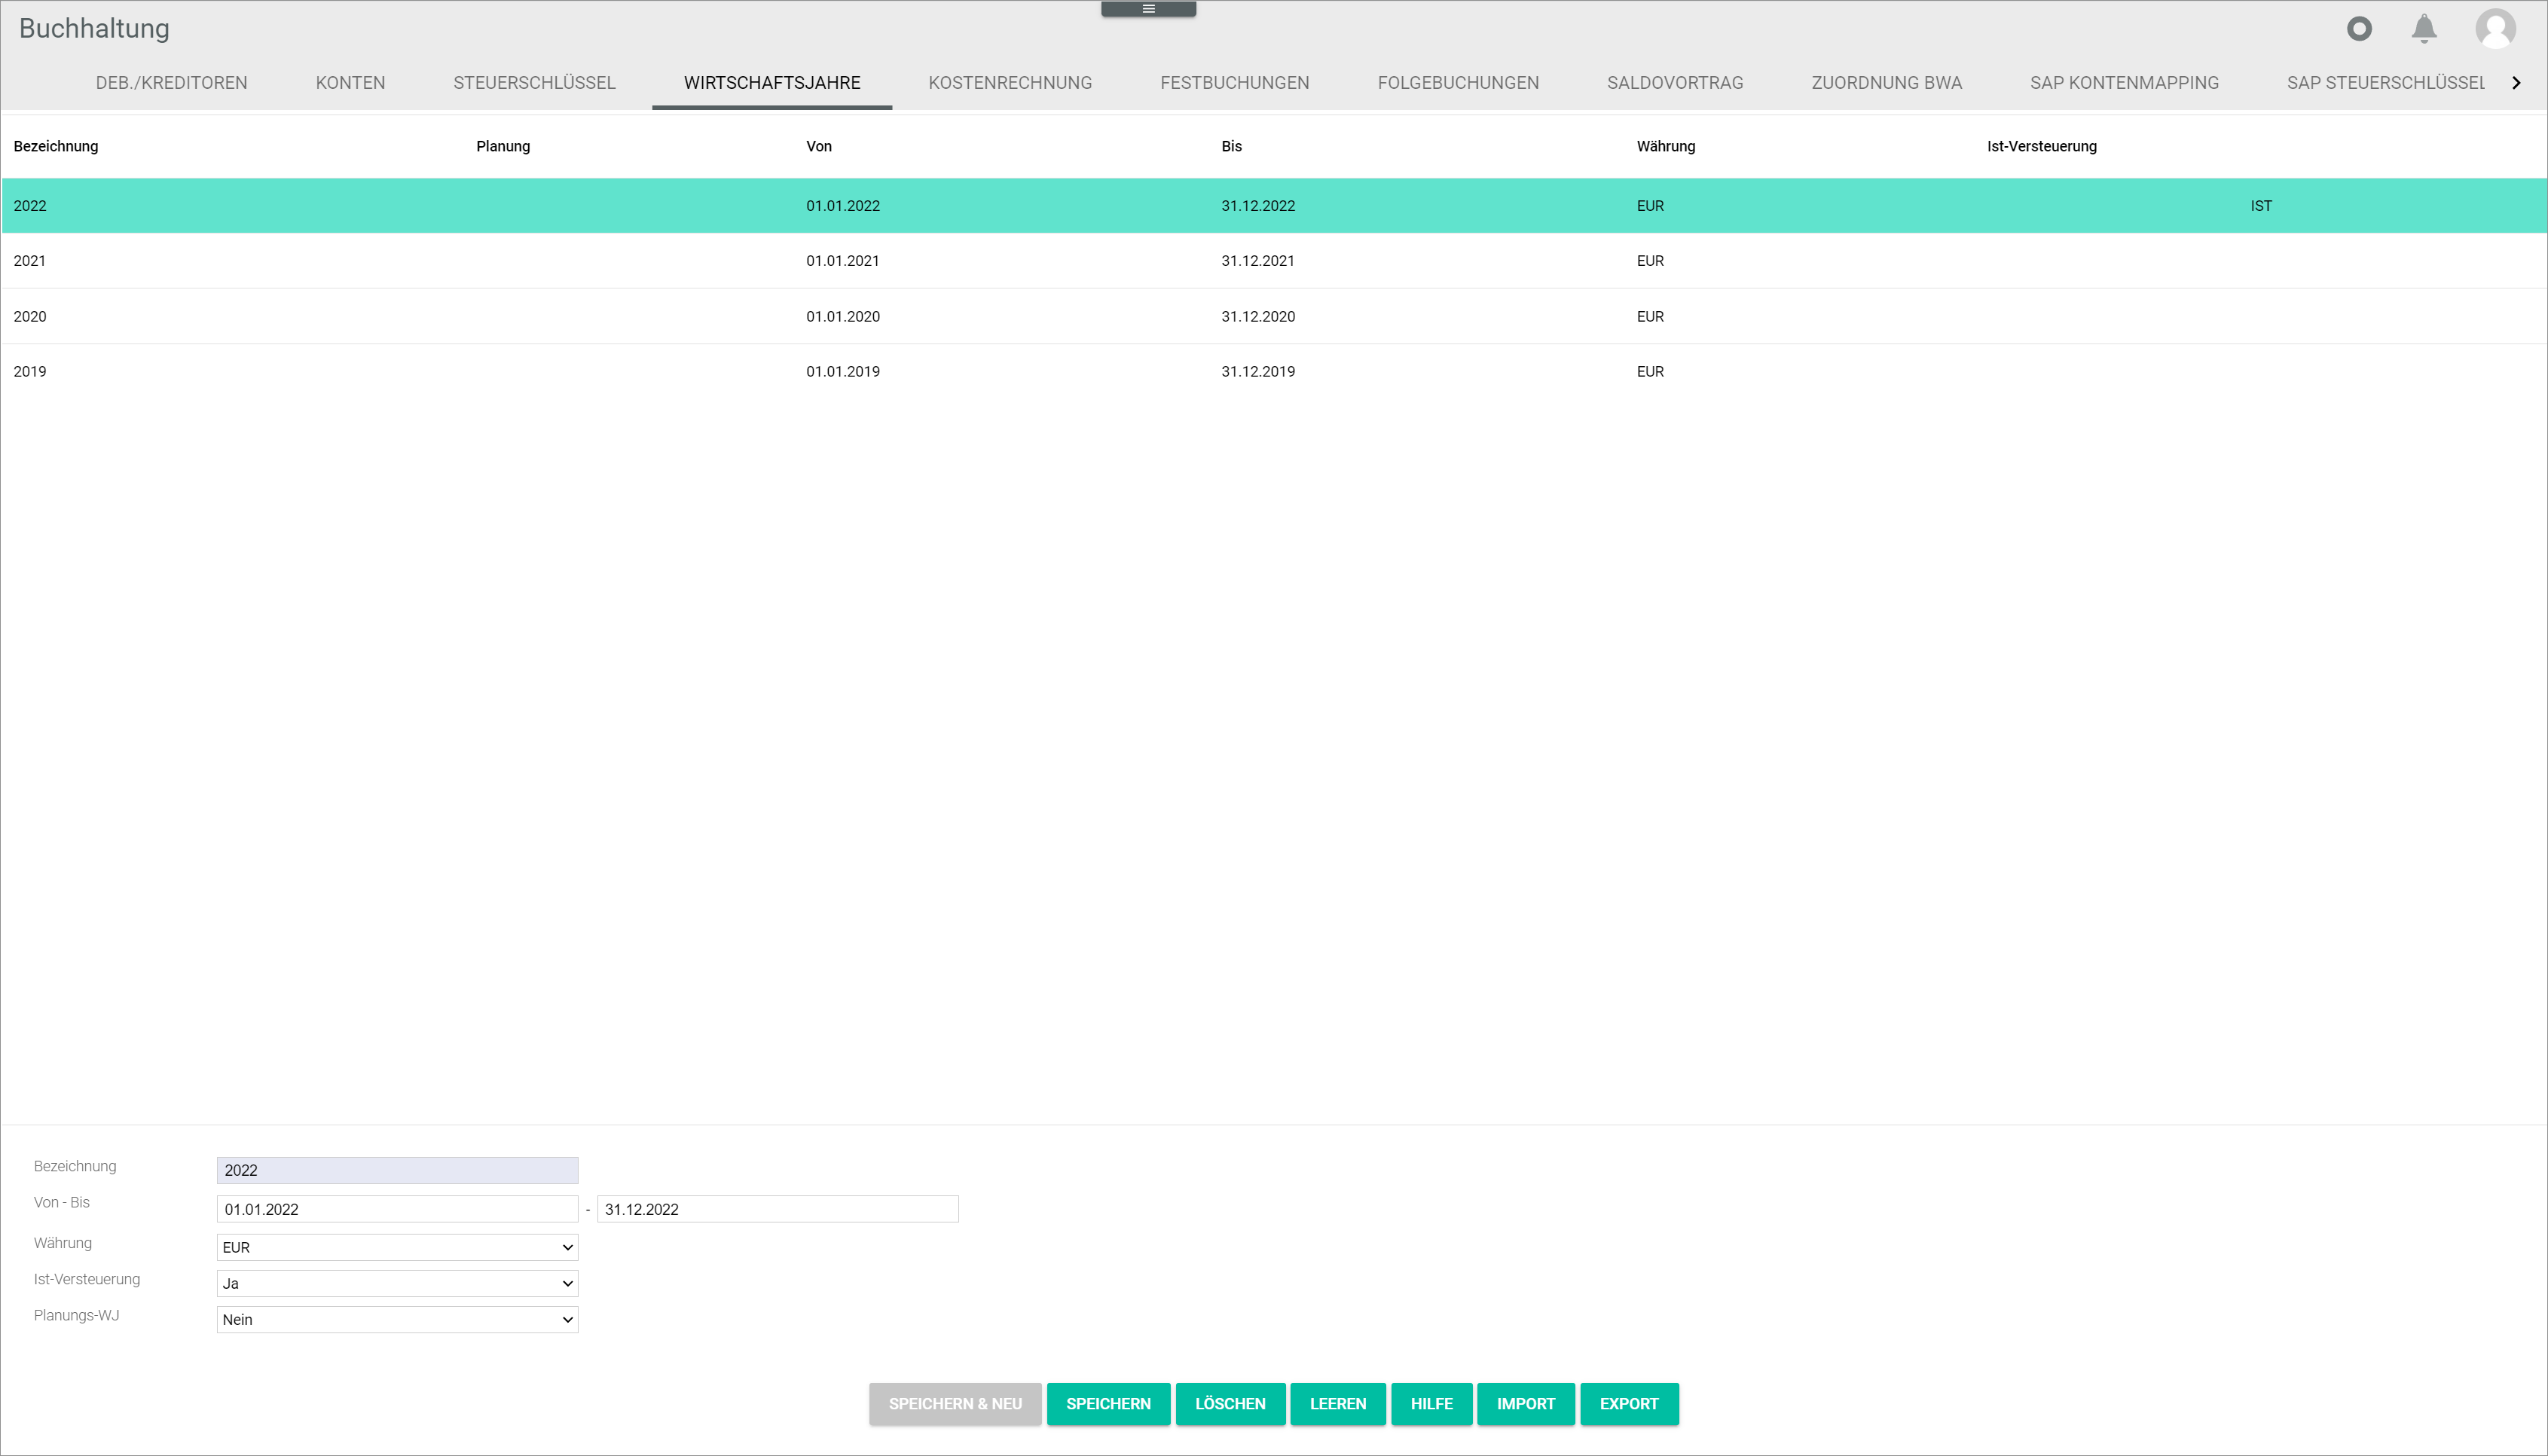 Buchhaltung
DEB./KREDITOREN KONTEN STEUERSCHLÜSSEL WIRTSCHAFTSJAHRE KOSTENRECHNUNG FESTBUCHUNGEN FOLGEBUCHUNGEN SALDOVORTRAG ZUORDNUNG BWA SAP KONTENMAPPING SAP STEUERSCHLÜSSEL
Bezeichnung Planung Von Bis Währung Ist-Versteuerung
2022 01.01.2022 31.12.2022 EUR IST
2021 01.01.2021 31.12.2021 EUR
2020 01.01.2020 31.12.2020 EUR
2019 01.01.2019 31.12.2019 EUR
Bezeichnung 2022
Von - Bis 01.01.2022 - 31.12.2022
Währung EUR
Ist-Versteuerung Ja
Planungs-WJ Nein
SPEICHERN & NEU SPEICHERN LÖSCHEN LEEREN HILFE IMPORT EXPORT